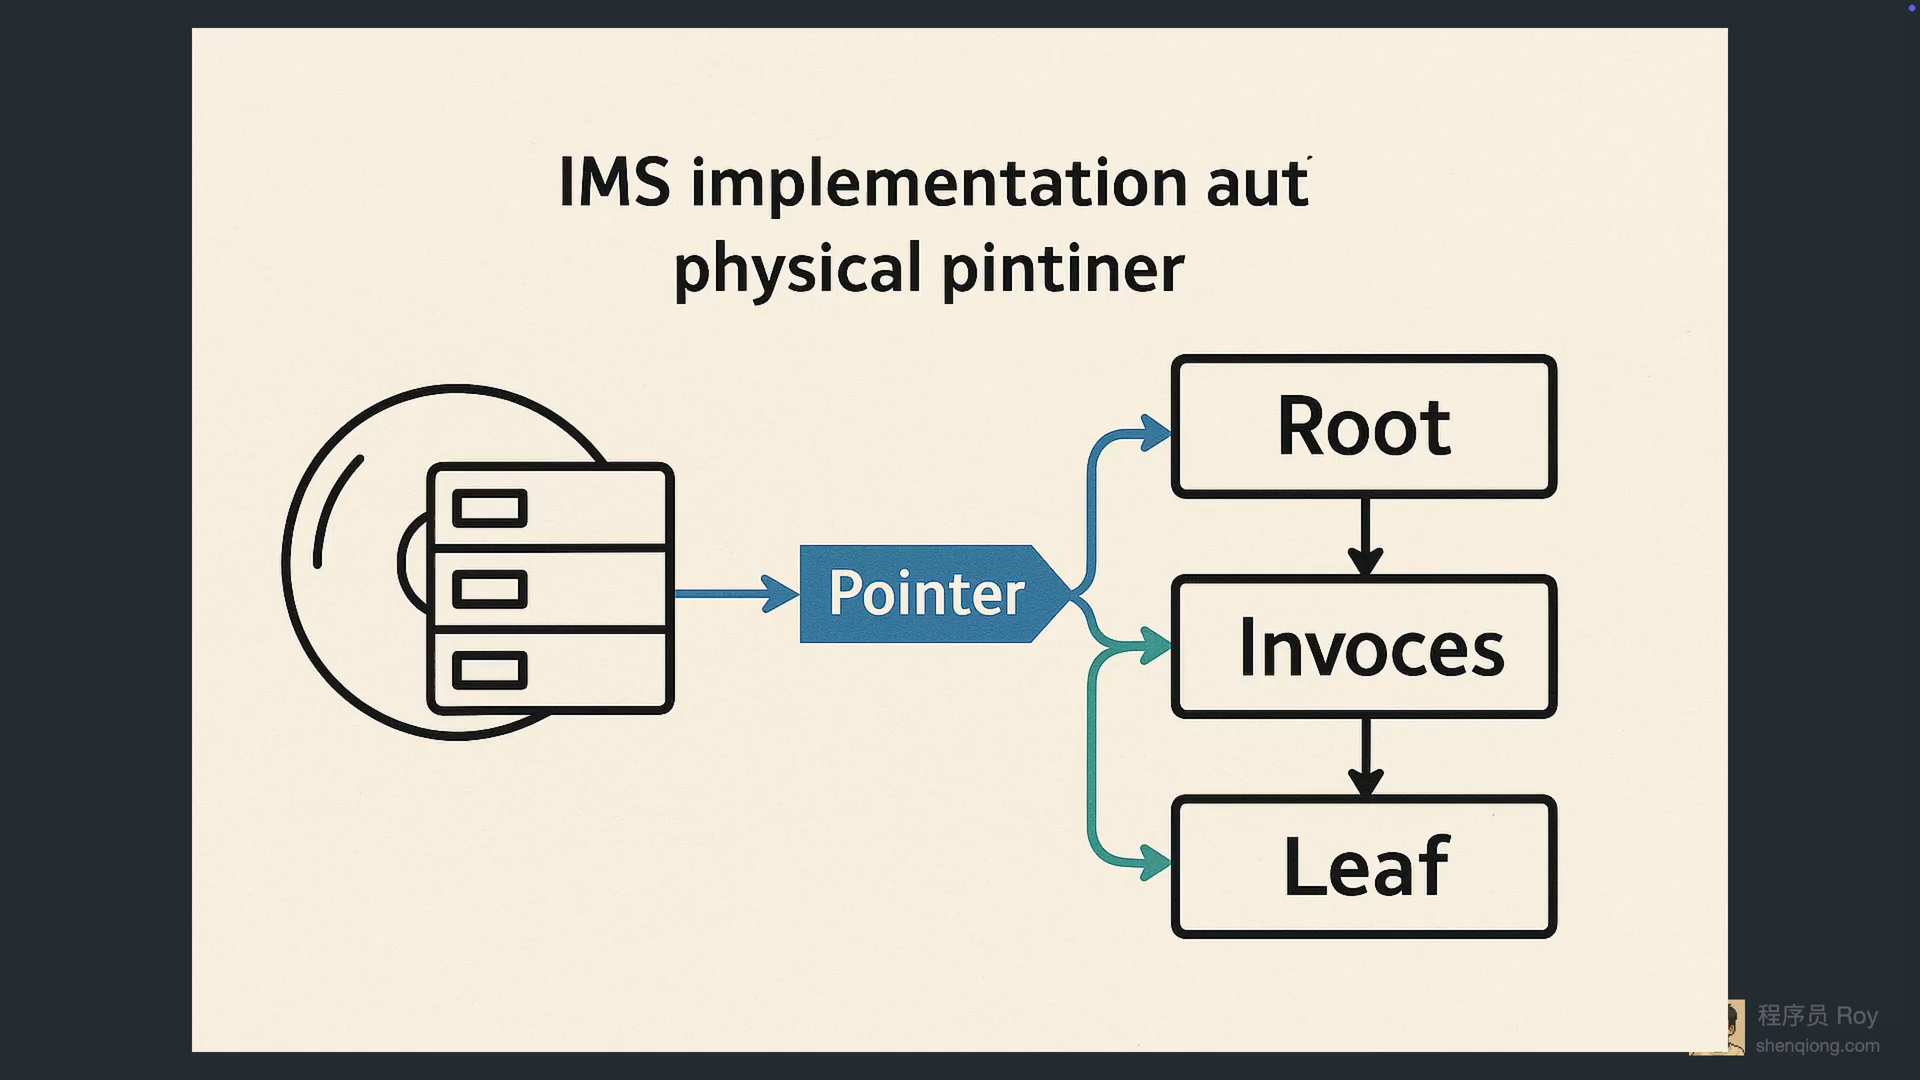 IMS implementation aut
physical pintiner
Pointer
Root
Invoces
Leaf
程序员 Roy
shenqiong.com